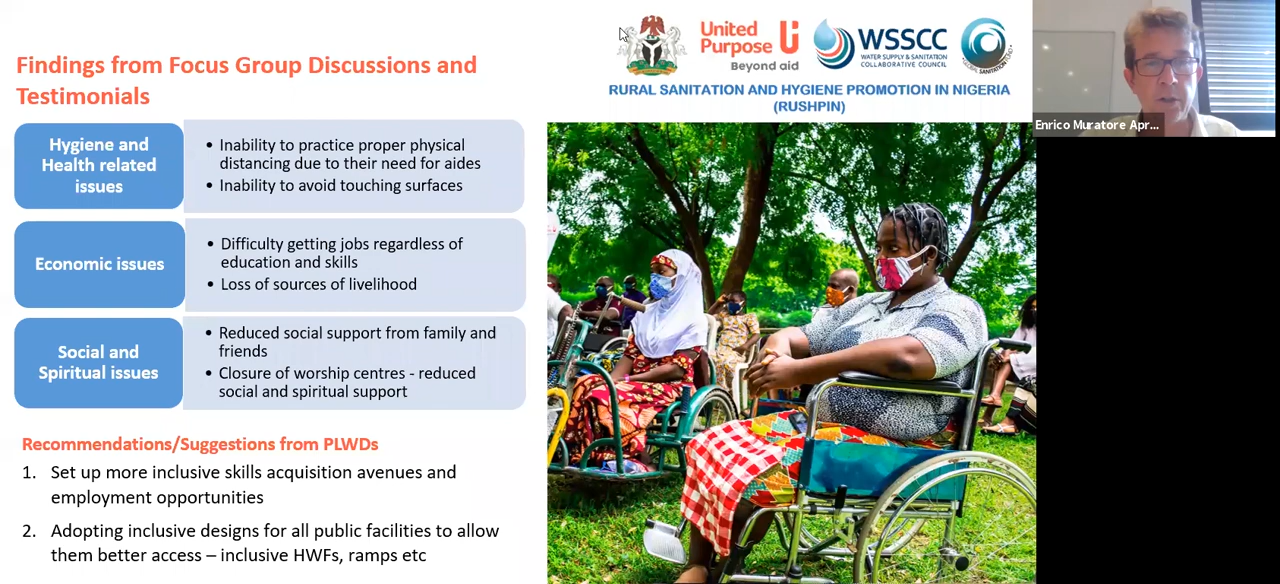 Findings from Focus Group Discussions and
Testimonials
United
Purpose
Beyond aid
WSSCC
WATER SUPPLY & SANITATION
COLLABORATIVE COUNCIL
GLOBAL SANITATION FUND
RURAL SANITATION AND HYGIENE PROMOTION IN NIGERIA
(RUSHPIN)
Enrico Muratore Apr...
Hygiene and
Health related
issues
• Inability to practice proper physical
distancing due to their need for aides
• Inability to avoid touching surfaces
Economic issues
• Difficulty getting jobs regardless of
education and skills
• Loss of sources of livelihood
Social and
Spiritual issues
• Reduced social support from family and
friends
• Closure of worship centres - reduced
social and spiritual support
Recommendations/Suggestions from PLWDs
1. Set up more inclusive skills acquisition avenues and
employment opportunities
2. Adopting inclusive designs for all public facilities to allow
them better access – inclusive HWFs, ramps etc